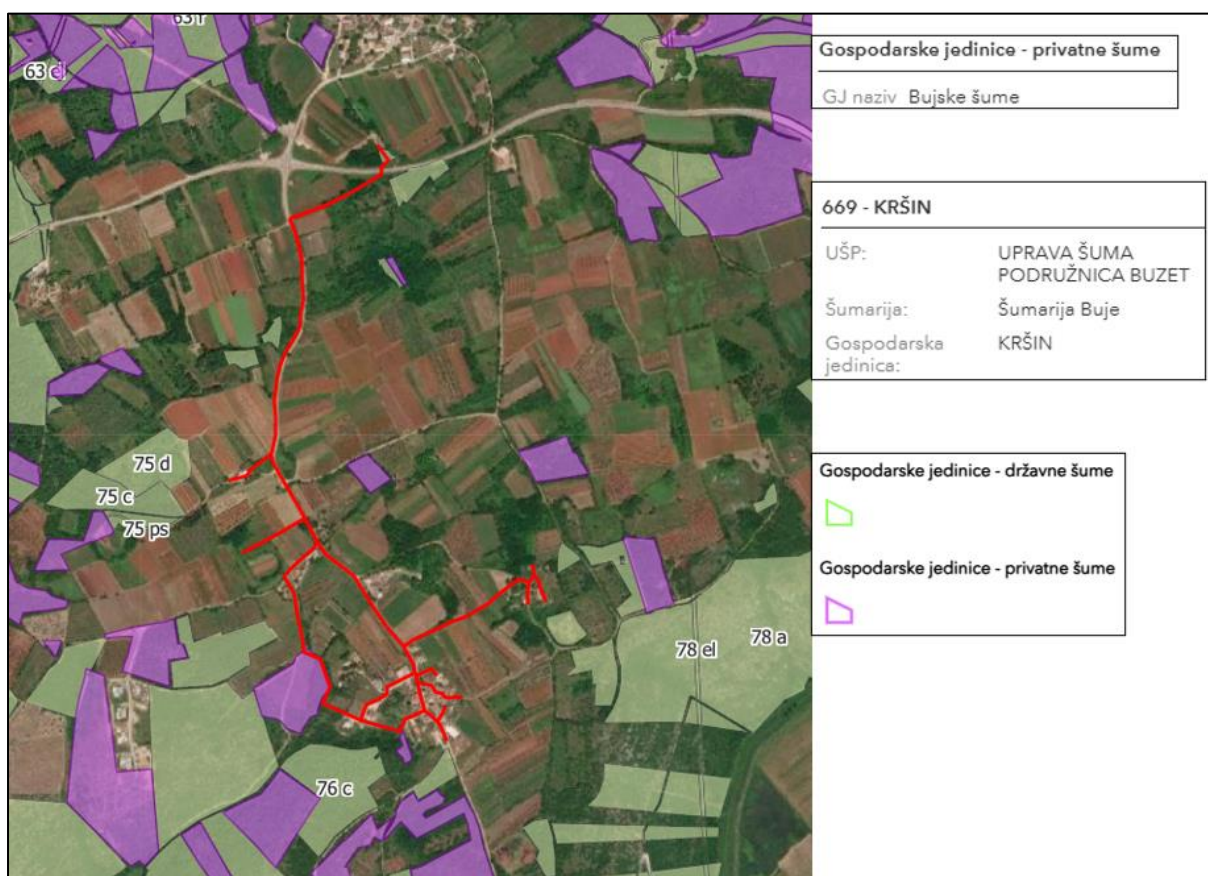 63 f
63 el
75 d
75 c
75 ps
78 el
78 a
76 c
Gospodarske jedinice - privatne šume
GJ naziv Bujske šume
669 - KRŠIN
UŠP: UPRAVA ŠUMA
PODRUŽNICA BUZET
Šumarija: Šumarija Buje
Gospodarska KRŠIN
jedinica:
Gospodarske jedinice - državne šume
Gospodarske jedinice - privatne šume